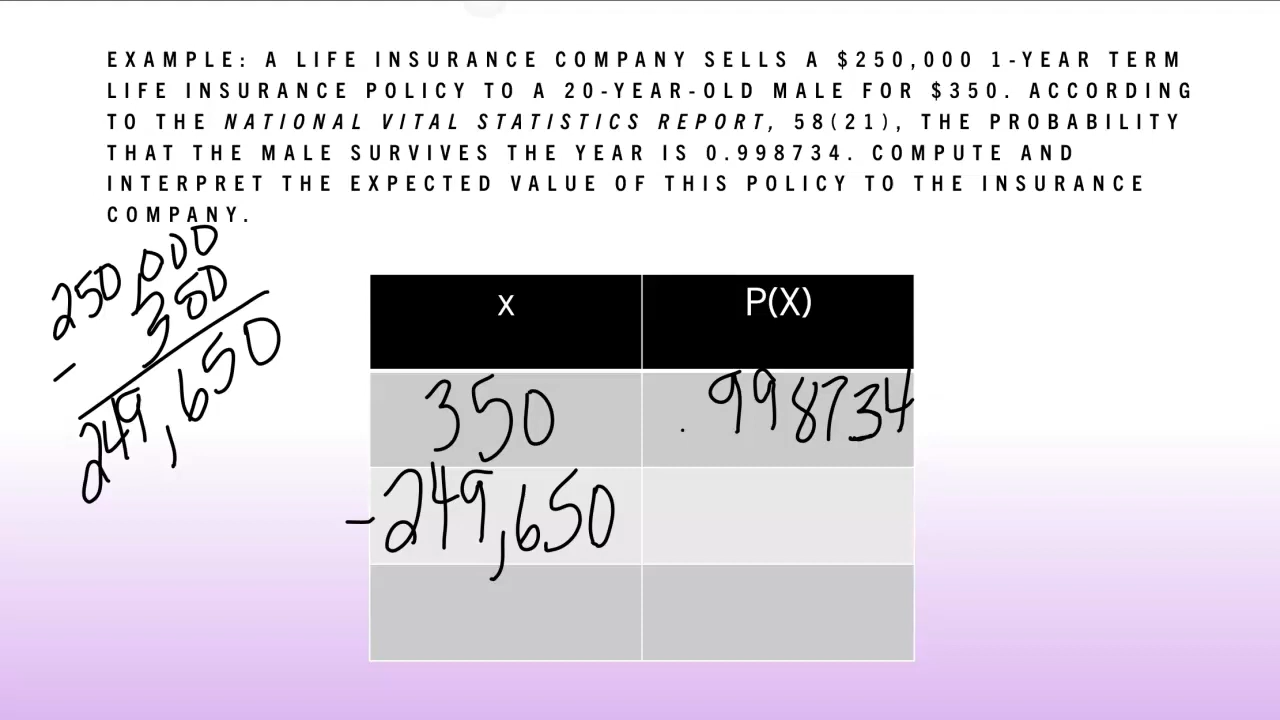 EXAMPLE: A LIFE INSURANCE COMPANY SELLS A $250,000 1-YEAR TERM
LIFE INSURANCE POLICY TO A 20-YEAR-OLD MALE FOR $350. ACCORDING
TO THE NATIONAL VITAL STATISTICS REPORT, 58(21), THE PROBABILITY
THAT THE MALE SURVIVES THE YEAR IS 0.998734. COMPUTE AND
INTERPRET THE EXPECTED VALUE OF THIS POLICY TO THE INSURANCE
COMPANY.
250,000
- 350
249,650
x P(X)
350 .998734
-249,650